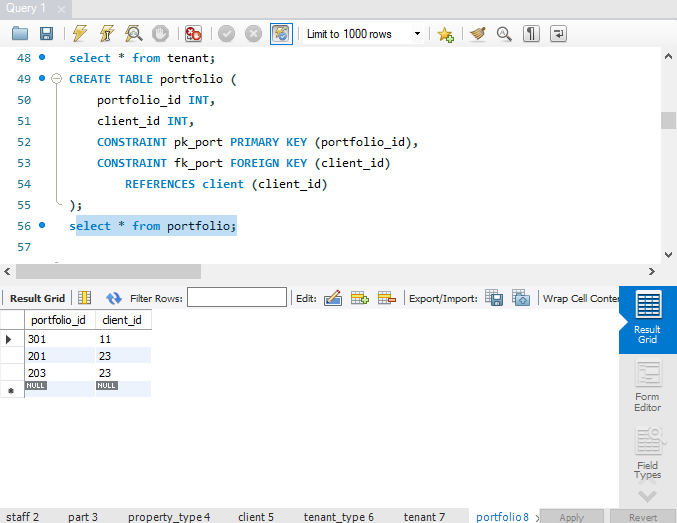 Query 1
Limit to 1000 rows
48 select * from tenant;
49 CREATE TABLE portfolio (
50 portfolio_id INT,
51 client_id INT,
52 CONSTRAINT pk_port PRIMARY KEY (portfolio_id),
53 CONSTRAINT fk_port FOREIGN KEY (client_id)
54 REFERENCES client (client_id)
55 );
56 select * from portfolio;
57
Result Grid Filter Rows: Edit: Export/Import: Wrap Cell Conte
portfolio_id client_id
301 11
201 23
203 23
NULL NULL
Result
Grid
Form
Editor
Field
Types
staff 2 part 3 property_type 4 client 5 tenant_type 6 tenant 7 portfolio 8 Apply Revert